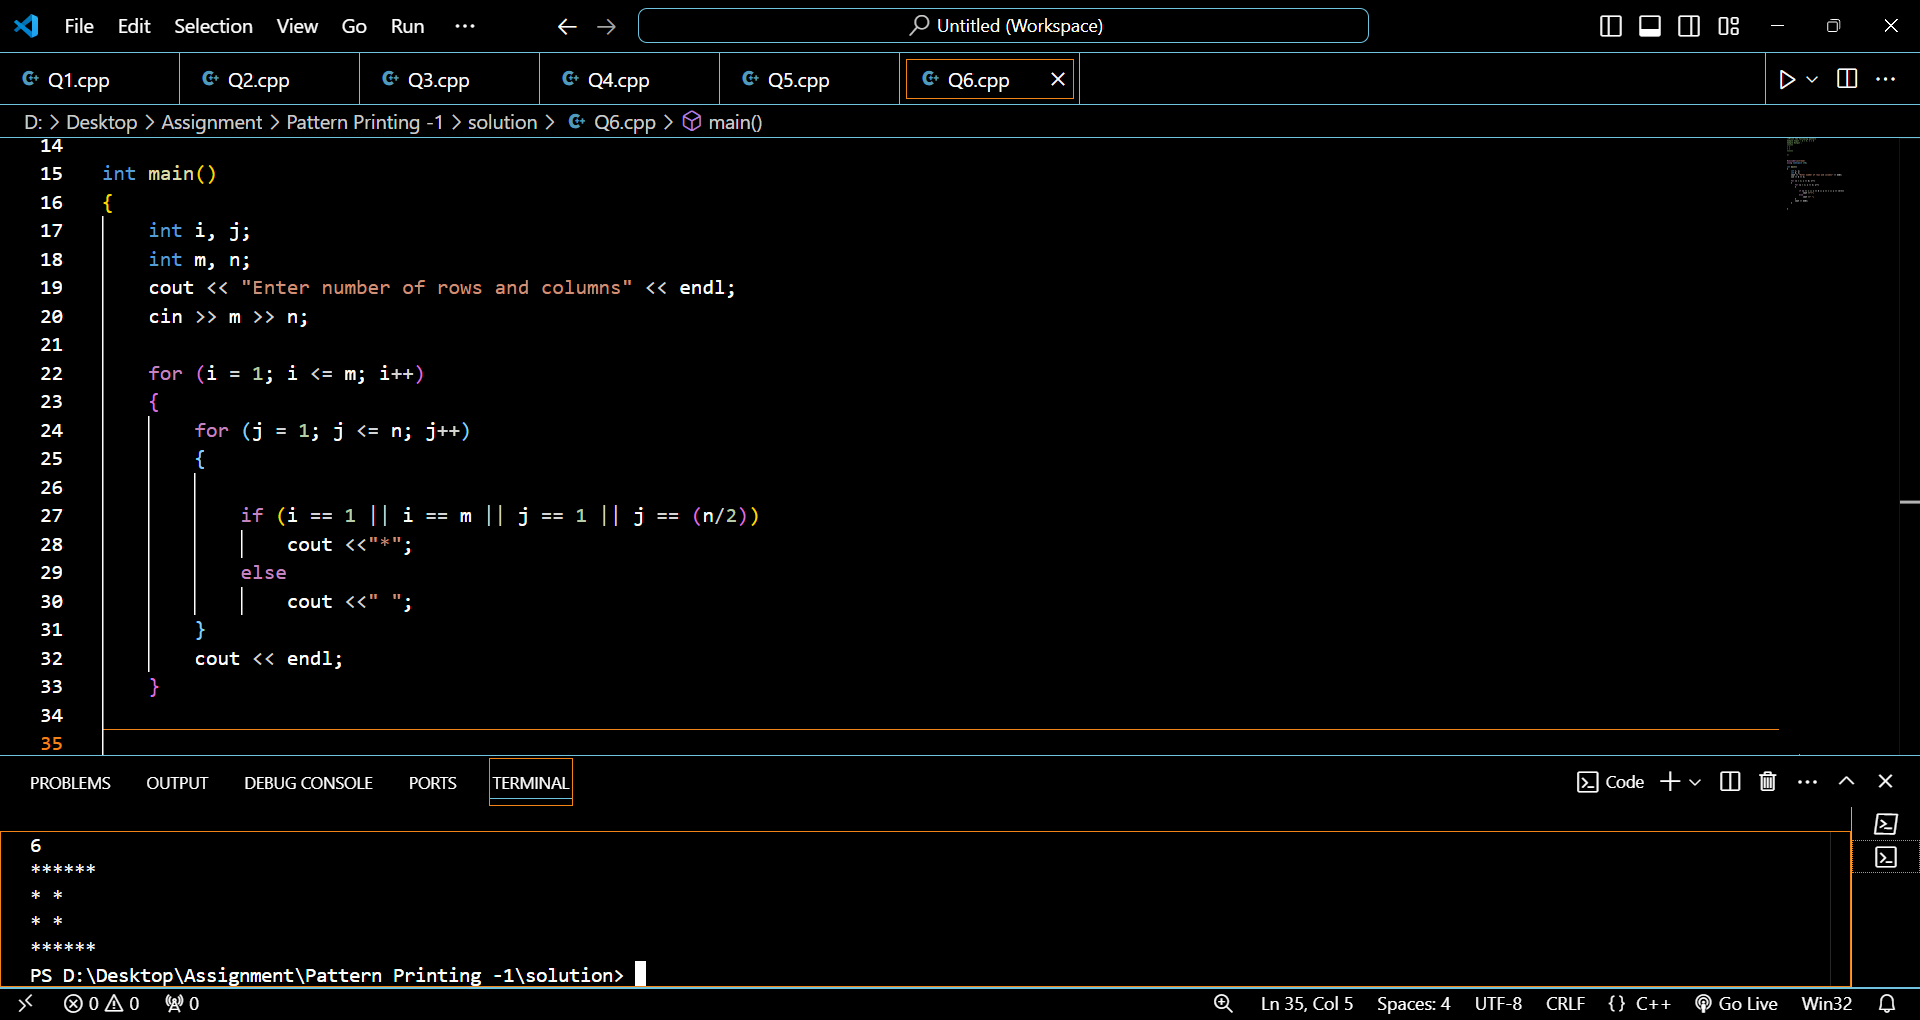 File Edit Selection View Go Run ··· Untitled (Workspace)
Q1.cpp Q2.cpp Q3.cpp Q4.cpp Q5.cpp Q6.cpp
D: > Desktop > Assignment > Pattern Printing -1 > solution > Q6.cpp > main()
14
15 int main()
16 {
17 int i, j;
18 int m, n;
19 cout << "Enter number of rows and columns" << endl;
20 cin >> m >> n;
21
22 for (i = 1; i <= m; i++)
23 {
24 for (j = 1; j <= n; j++)
25 {
26
27 if (i == 1 || i == m || j == 1 || j == (n/2))
28 cout <<"*";
29 else
30 cout <<" ";
31 }
32 cout << endl;
33 }
34
35
PROBLEMS OUTPUT DEBUG CONSOLE PORTS TERMINAL Code
6
******
* *
* *
******
PS D:\Desktop\Assignment\Pattern Printing -1\solution>
0 0 0 Ln 35, Col 5 Spaces: 4 UTF-8 CRLF {} C++ Go Live Win32